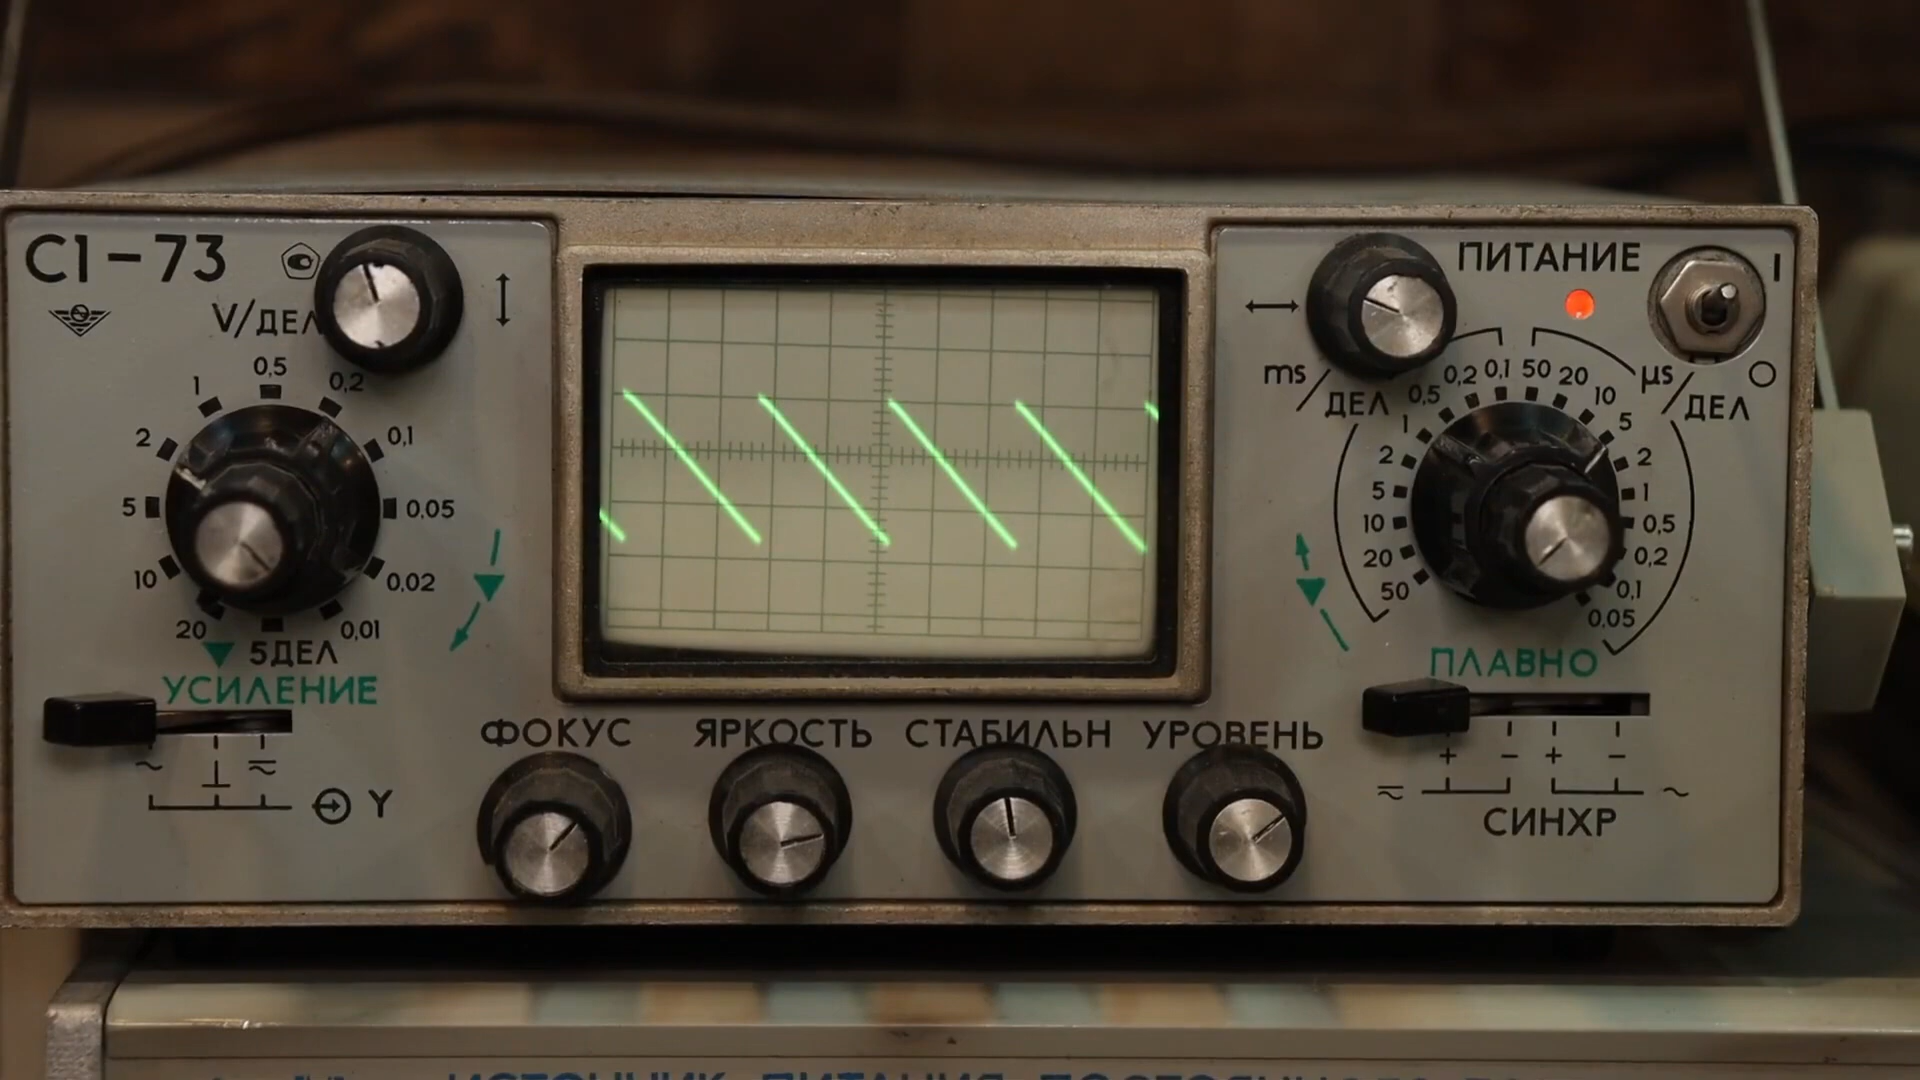 С1-73
V/ДЕЛ
0.5
1
0,2
2
0,1
5
0,05
10
0,02
20
0,01
5ДЕЛ
УСИЛЕНИЕ
~
⊥
≂
Y
ФОКУС
ЯРКОСТЬ
СТАБИЛЬН
УРОВЕНЬ
ПИТАНИЕ
I
O
ms/ДЕЛ
µs/ДЕЛ
0,5
0,2
0,1
50
20
10
5
1
2
2
5
1
10
0,5
20
0,2
50
0,1
0,05
ПЛАВНО
+ − + −
≂ ~
СИНХР
ИСТОЧНИК ПИТАНИЯ ПОСТОЯННОГО